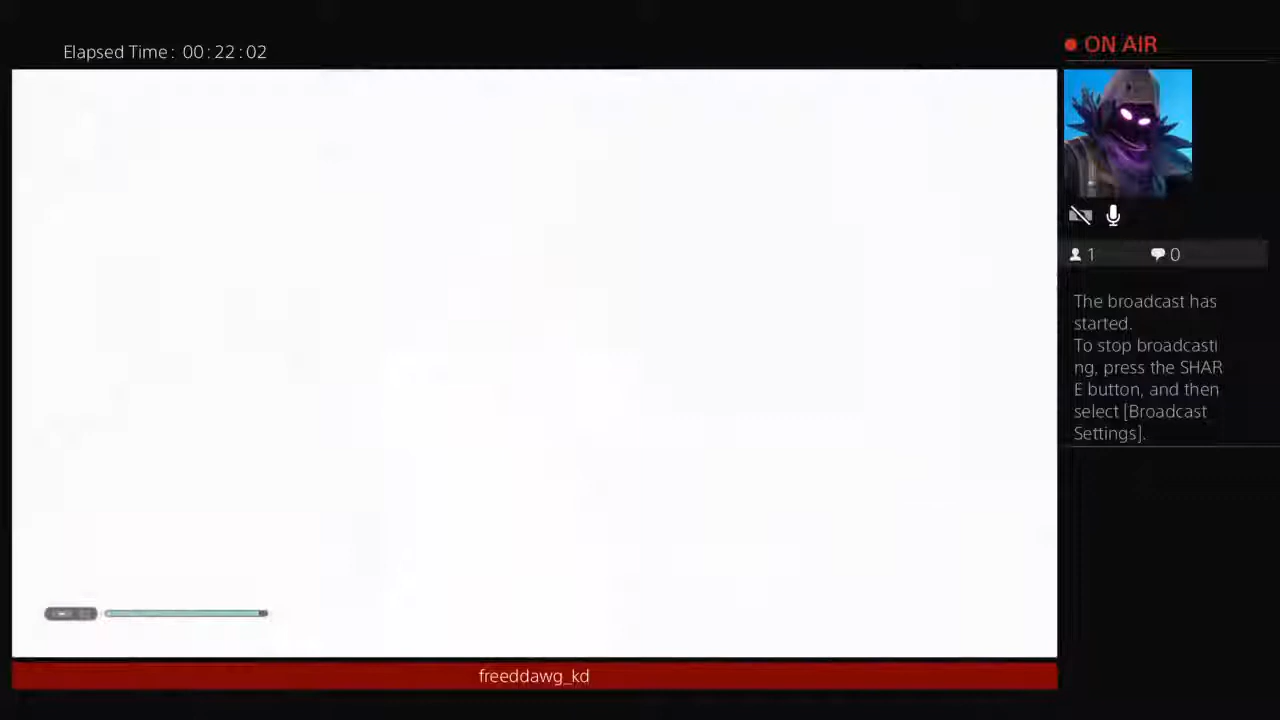 Elapsed Time: 00:22:02
ON AIR
1 0
The broadcast has
started.
To stop broadcasti
ng, press the SHAR
E button, and then
select [Broadcast
Settings].
freeddawg_kd